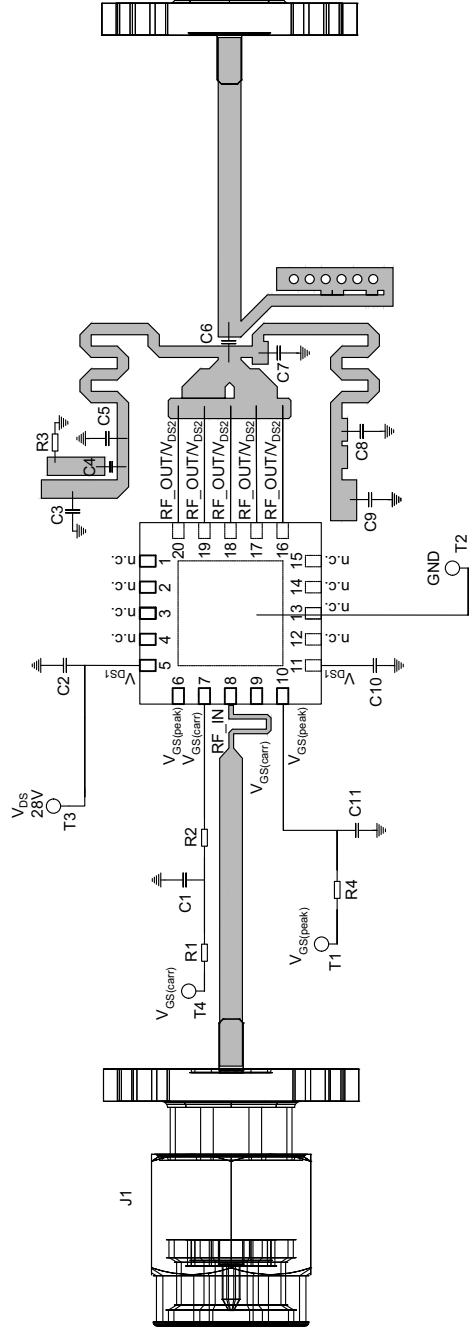 C6
C7
C5
R3
C4
C3
C8
C9
RF_OUT/VDS2
RF_OUT/VDS2
RF_OUT/VDS2
RF_OUT/VDS2
RF_OUT/VDS2
20
19
18
17
16
n.c.
n.c.
n.c.
n.c.
1
2
3
4
5
15
14
13
12
11
n.c.
n.c.
n.c.
n.c.
GND
T2
VDS1
VDS1
C2
C10
6
7
8
9
10
VGS(peak)
VGS(carr)
RF_IN
VGS(carr)
VGS(peak)
VDS
28V
T3
R2
C1
R1
VGS(carr)
T4
C11
R4
VGS(peak)
T1
J1